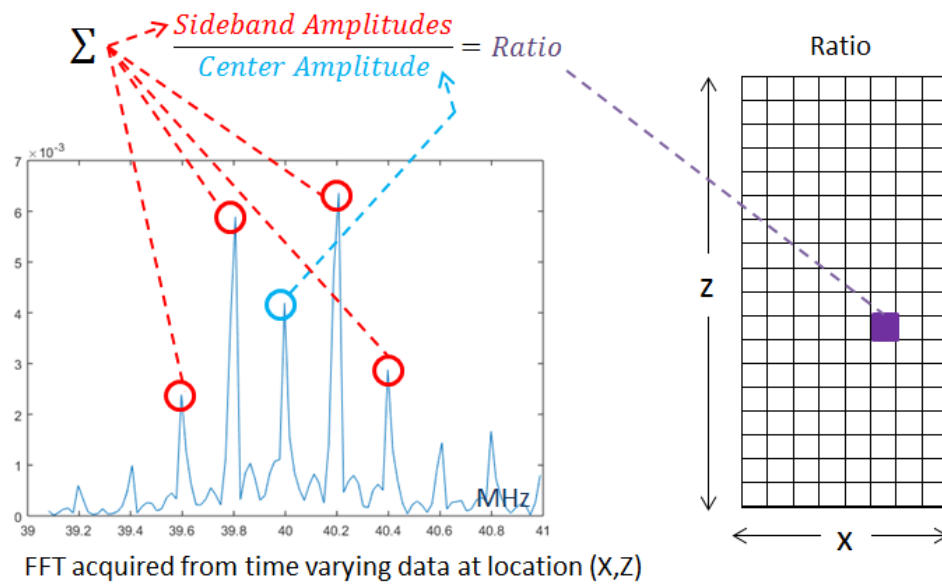 ∑ Sideband Amplitudes / Center Amplitude = Ratio
Ratio
×10⁻³
7
6
5
4
3
2
1
0
MHz
39 39.2 39.4 39.6 39.8 40 40.2 40.4 40.6 40.8 41
Z
X
FFT acquired from time varying data at location (X,Z)